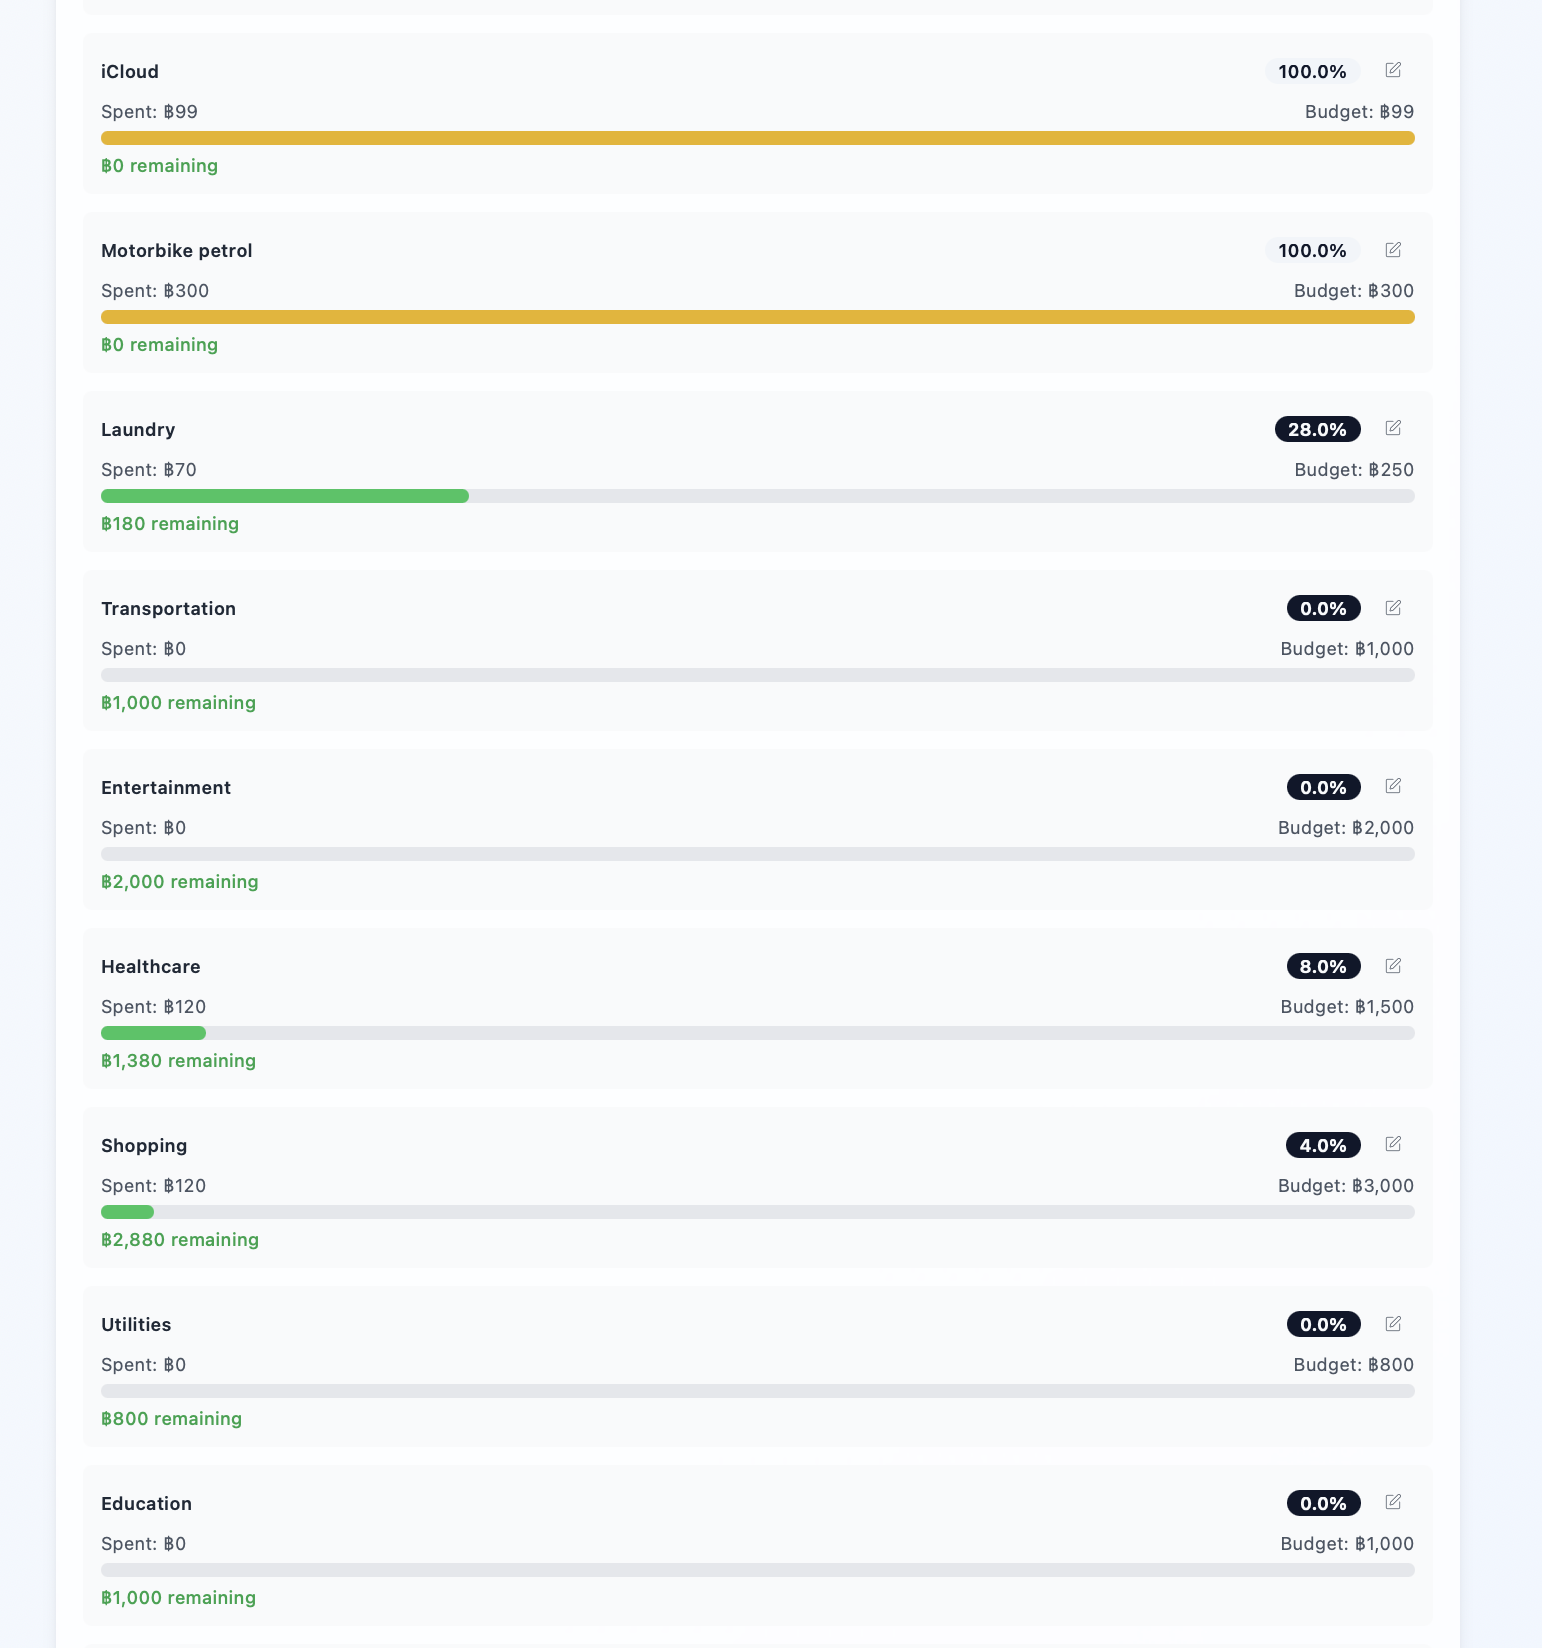 iCloud 100.0%
Spent: ฿99 Budget: ฿99
฿0 remaining
Motorbike petrol 100.0%
Spent: ฿300 Budget: ฿300
฿0 remaining
Laundry 28.0%
Spent: ฿70 Budget: ฿250
฿180 remaining
Transportation 0.0%
Spent: ฿0 Budget: ฿1,000
฿1,000 remaining
Entertainment 0.0%
Spent: ฿0 Budget: ฿2,000
฿2,000 remaining
Healthcare 8.0%
Spent: ฿120 Budget: ฿1,500
฿1,380 remaining
Shopping 4.0%
Spent: ฿120 Budget: ฿3,000
฿2,880 remaining
Utilities 0.0%
Spent: ฿0 Budget: ฿800
฿800 remaining
Education 0.0%
Spent: ฿0 Budget: ฿1,000
฿1,000 remaining